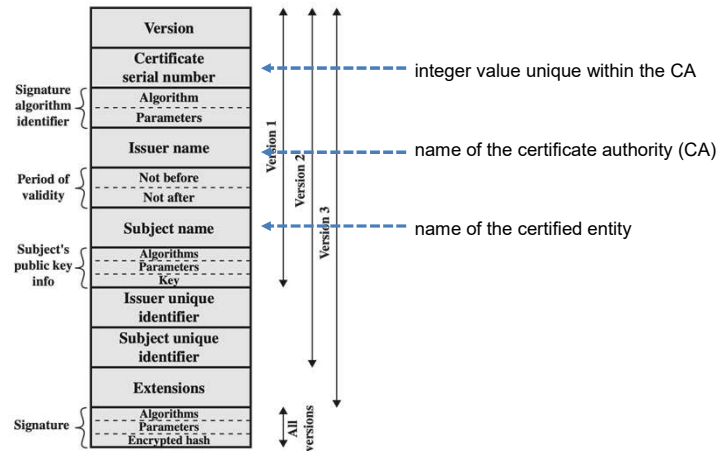 Version
Certificate
serial number
integer value unique within the CA
Signature
algorithm
identifier
Algorithm
Parameters
Issuer name
name of the certificate authority (CA)
Period of
validity
Not before
Not after
Subject name
name of the certified entity
Subject's
public key
info
Algorithms
Parameters
Key
Issuer unique
identifier
Subject unique
identifier
Extensions
Signature
Algorithms
Parameters
Encrypted hash
Version 1
Version 2
Version 3
All
versions